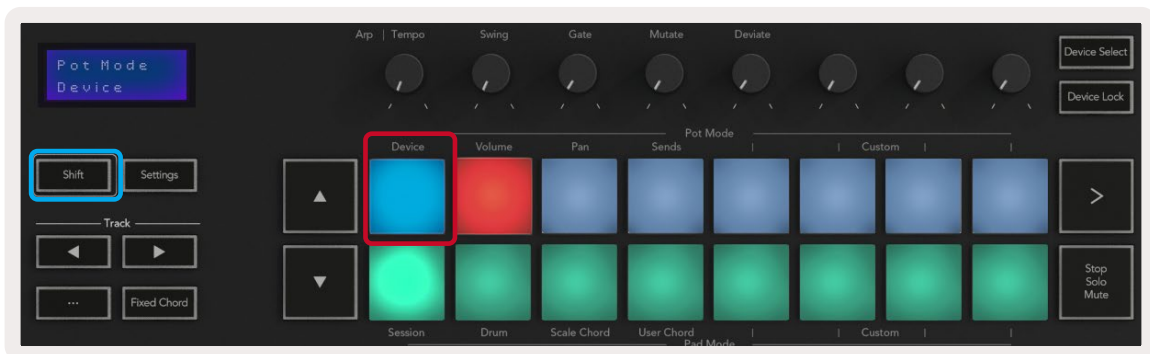 Arp | Tempo Swing Gate Mutate Deviate
Pot Mode
Device
Device Select
Device Lock
Pot Mode
Device Volume Pan Sends | | Custom | |
Shift Settings
Track
... Fixed Chord
>
Stop
Solo
Mute
Session Drum Scale Chord User Chord | | Custom | |
Pad Mode